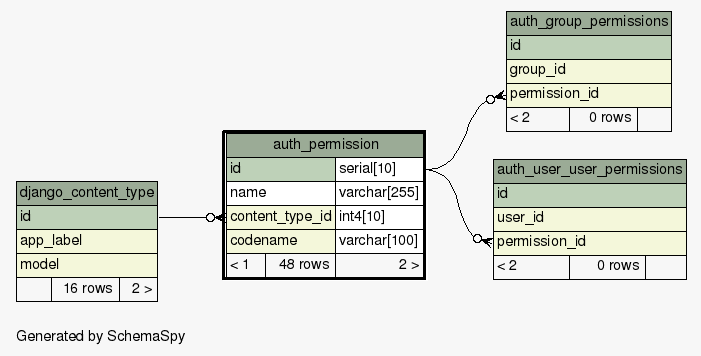 auth_group_permissions
id
group_id
permission_id
< 2 0 rows
auth_permission
id serial[10]
name varchar[255]
content_type_id int4[10]
codename varchar[100]
< 1 48 rows 2 >
auth_user_user_permissions
id
user_id
permission_id
< 2 0 rows
django_content_type
id
app_label
model
16 rows 2 >
Generated by SchemaSpy